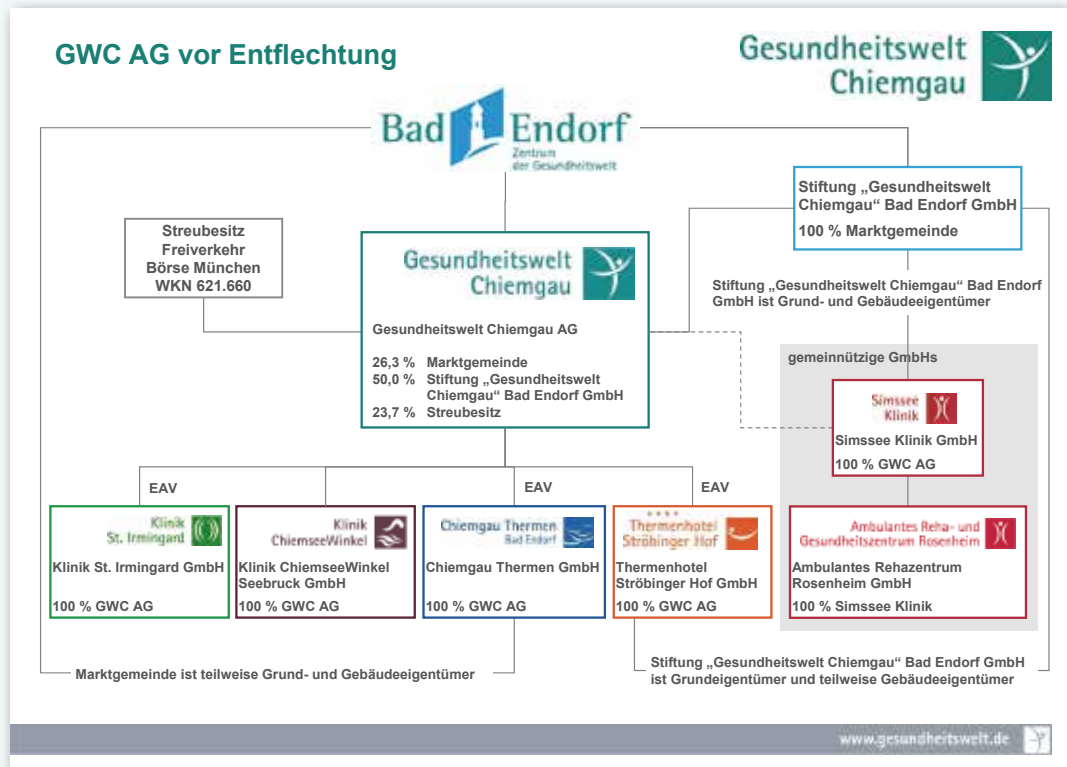 GWC AG vor Entflechtung
Gesundheitswelt
Chiemgau
Bad Endorf
Zentrum
der Gesundheitswelt
Stiftung „Gesundheitswelt
Chiemgau“ Bad Endorf GmbH
100 % Marktgemeinde
Streubesitz
Freiverkehr
Börse München
WKN 621.660
Gesundheitswelt
Chiemgau
Gesundheitswelt Chiemgau AG
26,3 % Marktgemeinde
50,0 % Stiftung „Gesundheitswelt
Chiemgau“ Bad Endorf GmbH
23,7 % Streubesitz
Stiftung „Gesundheitswelt Chiemgau“ Bad Endorf
GmbH ist Grund- und Gebäudeeigentümer
gemeinnützige GmbHs
Simssee
Klinik
Simssee Klinik GmbH
100 % GWC AG
EAV
EAV
EAV
Klinik
St. Irmingard
Klinik St. Irmingard GmbH
100 % GWC AG
Klinik
ChiemseeWinkel
Klinik ChiemseeWinkel
Seebruck GmbH
100 % GWC AG
Chiemgau Thermen
Bad Endorf
Chiemgau Thermen GmbH
100 % GWC AG
Thermenhotel
Ströbinger Hof
Thermenhotel
Ströbinger Hof GmbH
100 % GWC AG
Ambulantes Reha- und
Gesundheitszentrum Rosenheim
Ambulantes Rehazentrum
Rosenheim GmbH
100 % Simssee Klinik
Marktgemeinde ist teilweise Grund- und Gebäudeeigentümer
Stiftung „Gesundheitswelt Chiemgau“ Bad Endorf GmbH
ist Grundeigentümer und teilweise Gebäudeeigentümer
www.gesundheitswelt.de